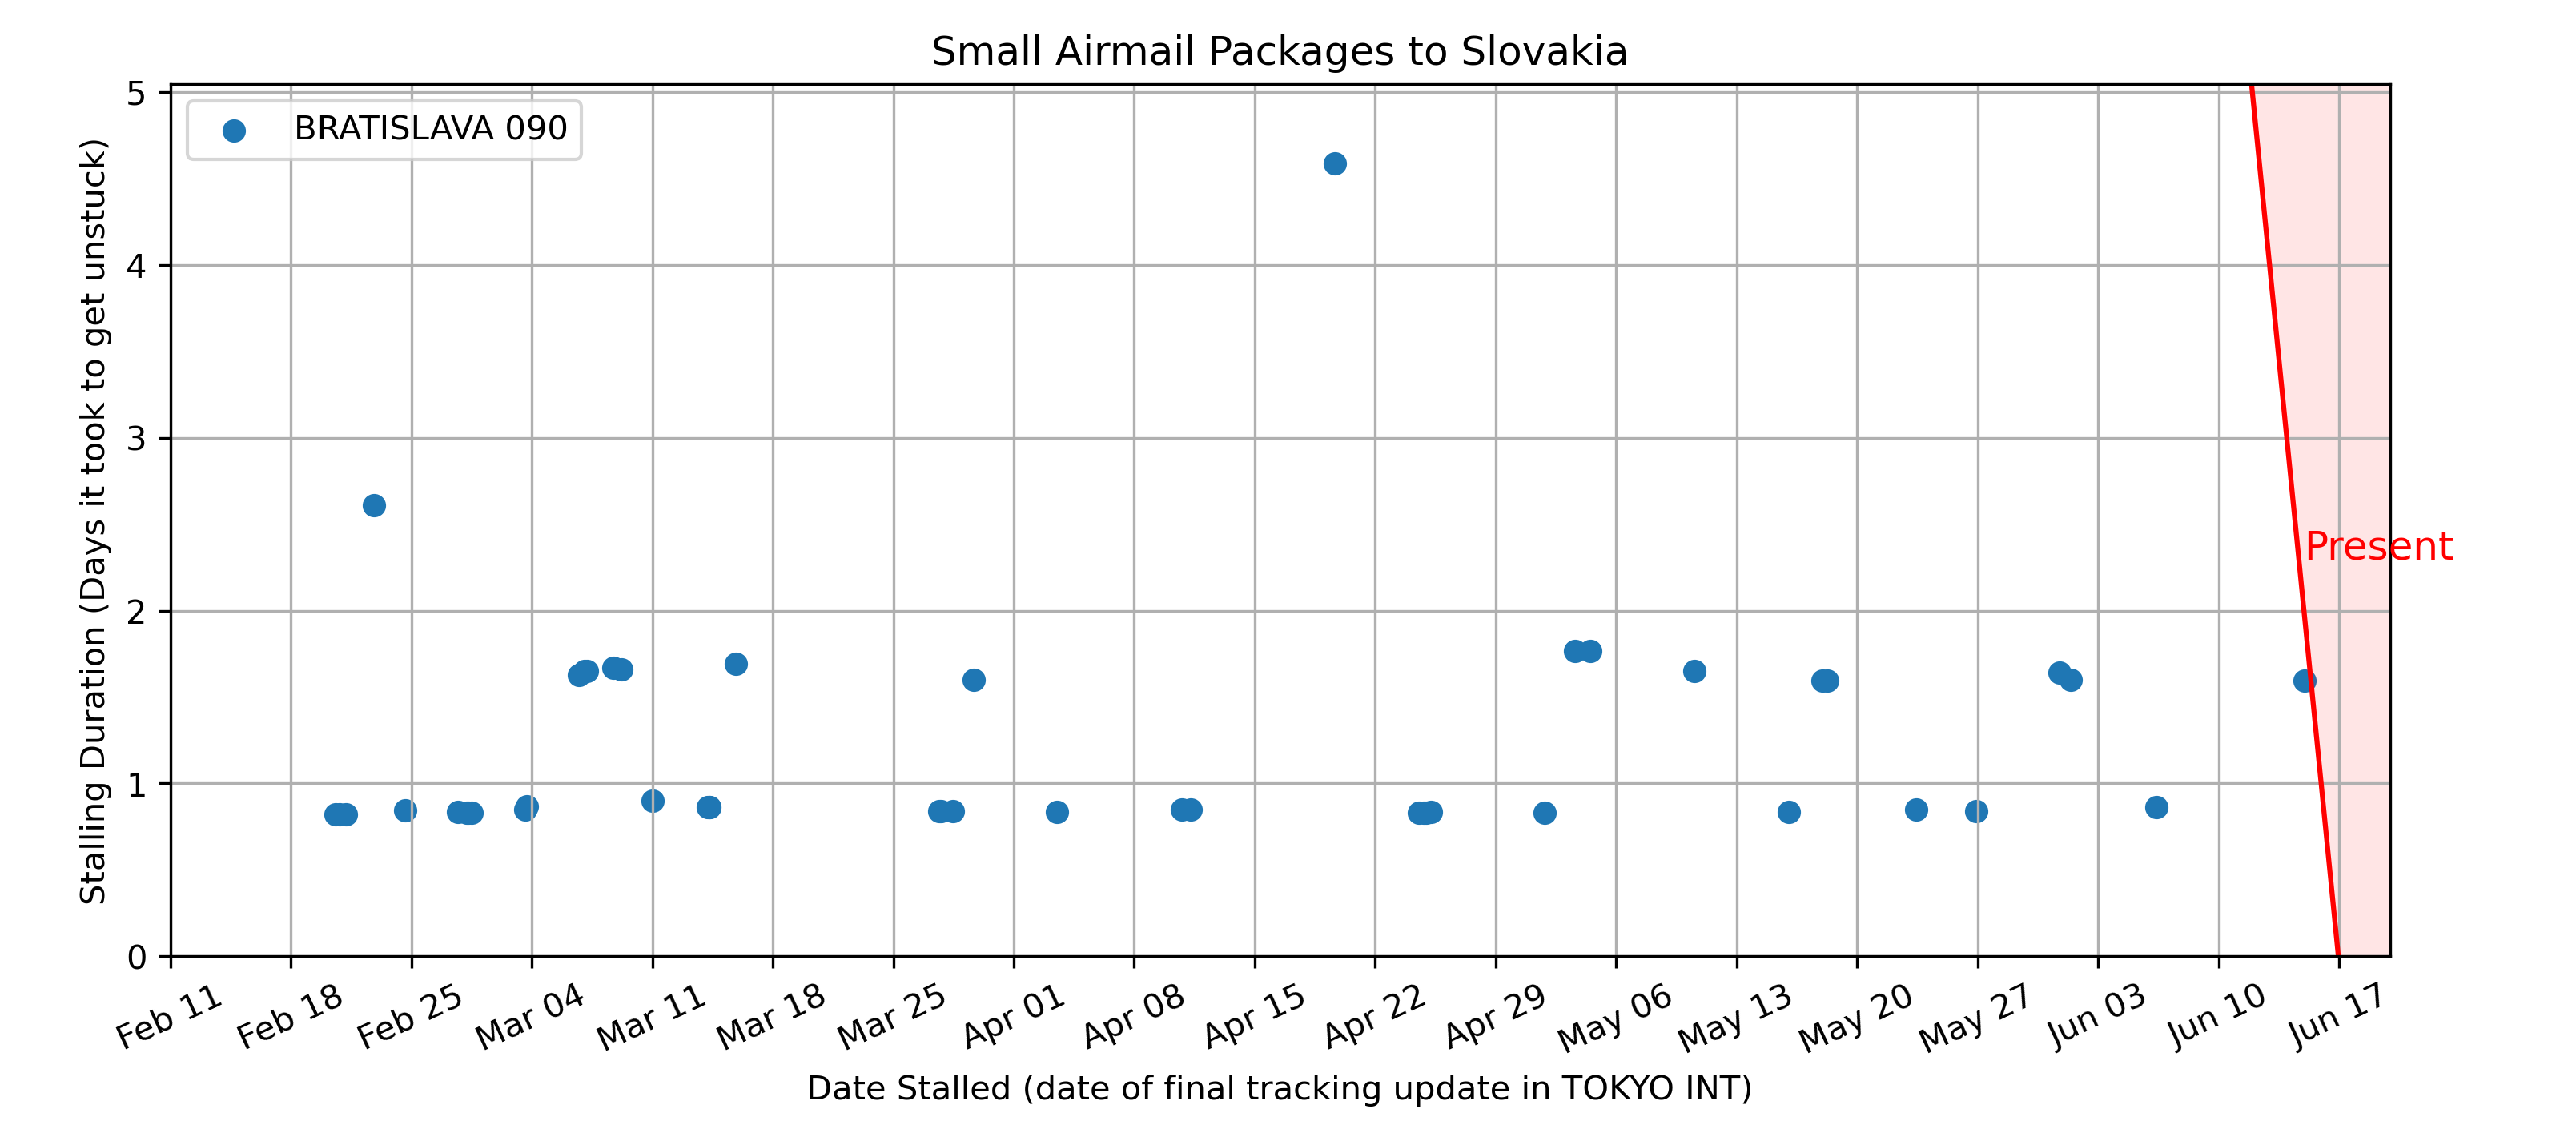 Small Airmail Packages to Slovakia
BRATISLAVA 090
Stalling Duration (Days it took to get unstuck)
5
4
3
2
1
0
Present
Feb 11
Feb 18
Feb 25
Mar 04
Mar 11
Mar 18
Mar 25
Apr 01
Apr 08
Apr 15
Apr 22
Apr 29
May 06
May 13
May 20
May 27
Jun 03
Jun 10
Jun 17
Date Stalled (date of final tracking update in TOKYO INT)